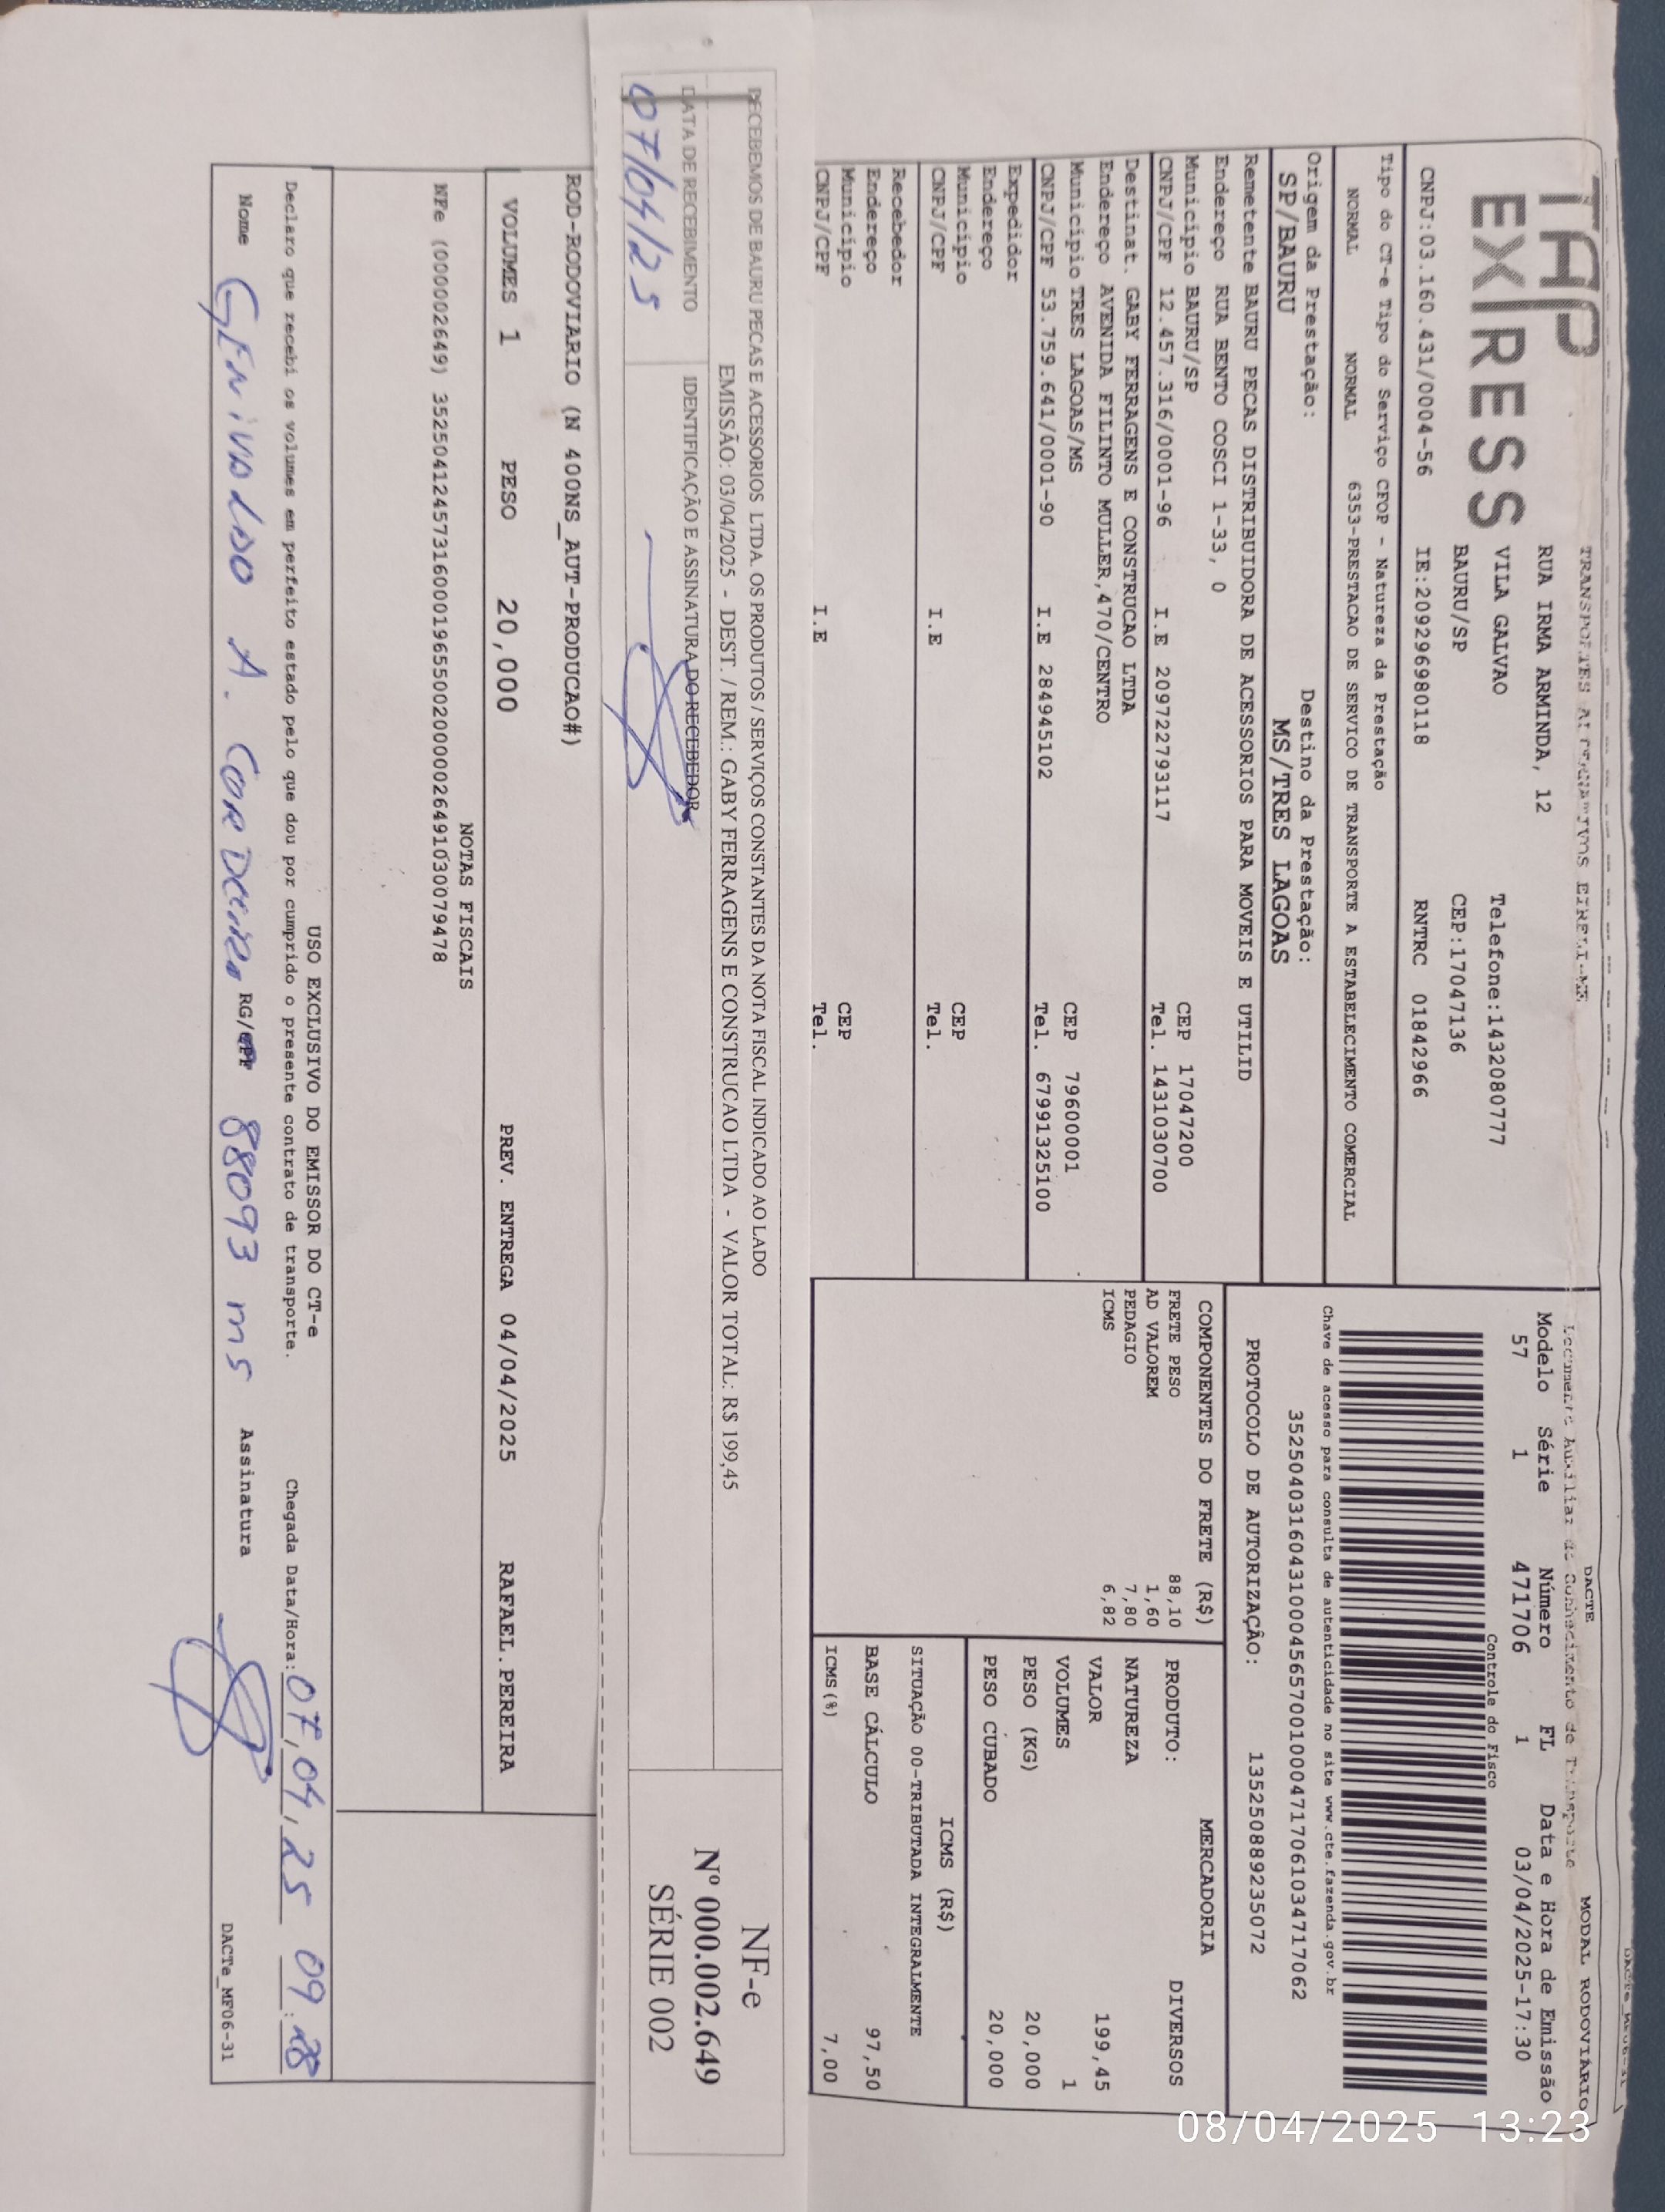 TAP
EX/RESS
TRANSPORTES ALTERNATIVOS EIRELI-ME
RUA IRMA ARMINDA, 12
VILA GALVAO Telefone:1432080777
BAURU/SP CEP:17047136
CNPJ:03.160.431/0004-56 IE:209296980118 RNTRC 01842966
Tipo do CT-e Tipo do Serviço CFOP - Natureza da Prestação
NORMAL NORMAL 6353-PRESTACAO DE SERVICO DE TRANSPORTE A ESTABELECIMENTO COMERCIAL
Origem da Prestação: Destino da Prestação:
SP/BAURU MS/TRES LAGOAS
Remetente BAURU PECAS DISTRIBUIDORA DE ACESSORIOS PARA MOVEIS E UTILID
Endereço RUA BENTO COSCI 1-33, 0
Município BAURU/SP CEP 17047200
CNPJ/CPF 12.457.316/0001-96 I.E 209722793117 Tel. 1431030700
Destinat. GABY FERRAGENS E CONSTRUCAO LTDA
Endereço AVENIDA FILINTO MULLER,470/CENTRO
Município TRES LAGOAS/MS CEP 79600001
CNPJ/CPF 53.759.641/0001-90 I.E 284945102 Tel. 67991325100
Expedidor
Endereço
Município CEP
CNPJ/CPF I.E Tel.
Recebedor
Endereço
Município CEP
CNPJ/CPF I.E Tel.
DACTE MODAL RODOVIÁRIO
Documento Auxiliar do Conhecimento de Transporte
Modelo Série Número FL Data e Hora de Emissão
57 1 471706 1 03/04/2025-17:30
Controle do Fisco
Chave de acesso para consulta de autenticidade no site www.cte.fazenda.gov.br
35250403160431000456570010004717061034717062
PROTOCOLO DE AUTORIZAÇÃO: 135250889235072
COMPONENTES DO FRETE (R$)
FRETE PESO 88,10
AD VALOREM 1,60
PEDAGIO 7,80
ICMS 6,82
MERCADORIA
PRODUTO: DIVERSOS
NATUREZA
VALOR 199,45
VOLUMES 1
PESO (KG) 20,000
PESO CUBADO 20,000
ICMS (R$)
SITUAÇÃO 00-TRIBUTADA INTEGRALMENTE
BASE CÁLCULO 97,50
ICMS(%) 7,00
RECEBEMOS DE BAURU PECAS E ACESSORIOS LTDA. OS PRODUTOS / SERVIÇOS CONSTANTES DA NOTA FISCAL INDICADO AO LADO
EMISSÃO: 03/04/2025 - DEST. / REM.: GABY FERRAGENS E CONSTRUCAO LTDA - VALOR TOTAL: R$ 199,45
DATA DE RECEBIMENTO IDENTIFICAÇÃO E ASSINATURA DO RECEBEDOR
07/04/25
NF-e
Nº 000.002.649
SÉRIE 002
ROD-RODOVIARIO (N 400NS_AUT-PRODUCAO#)
VOLUMES 1 PESO 20,000 PREV. ENTREGA 04/04/2025 RAFAEL.PEREIRA
NOTAS FISCAIS
NFe (000002649) 35250412457316000196550020000026491030079478
USO EXCLUSIVO DO EMISSOR DO CT-e
Declaro que recebi os volumes em perfeito estado pelo que dou por cumprido o presente contrato de transporte. Chegada Data/Hora: 07/04/25 09:28
Nome GENIVALDO A. CORDEIRO RG/CPF 88093 MS Assinatura
DACTe_MF06-31
08/04/2025 13:23